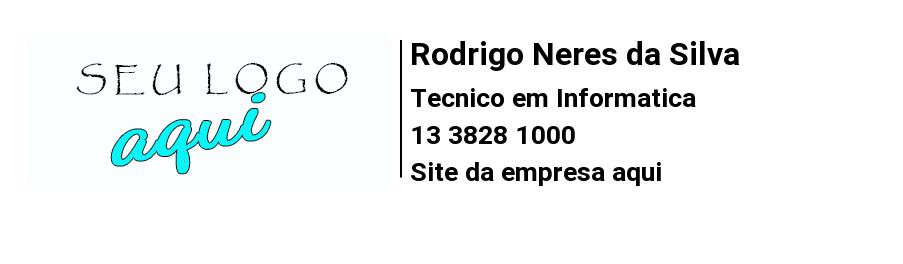 SEU LOGO
aqui
Rodrigo Neres da Silva
Tecnico em Informatica
13 3828 1000
Site da empresa aqui